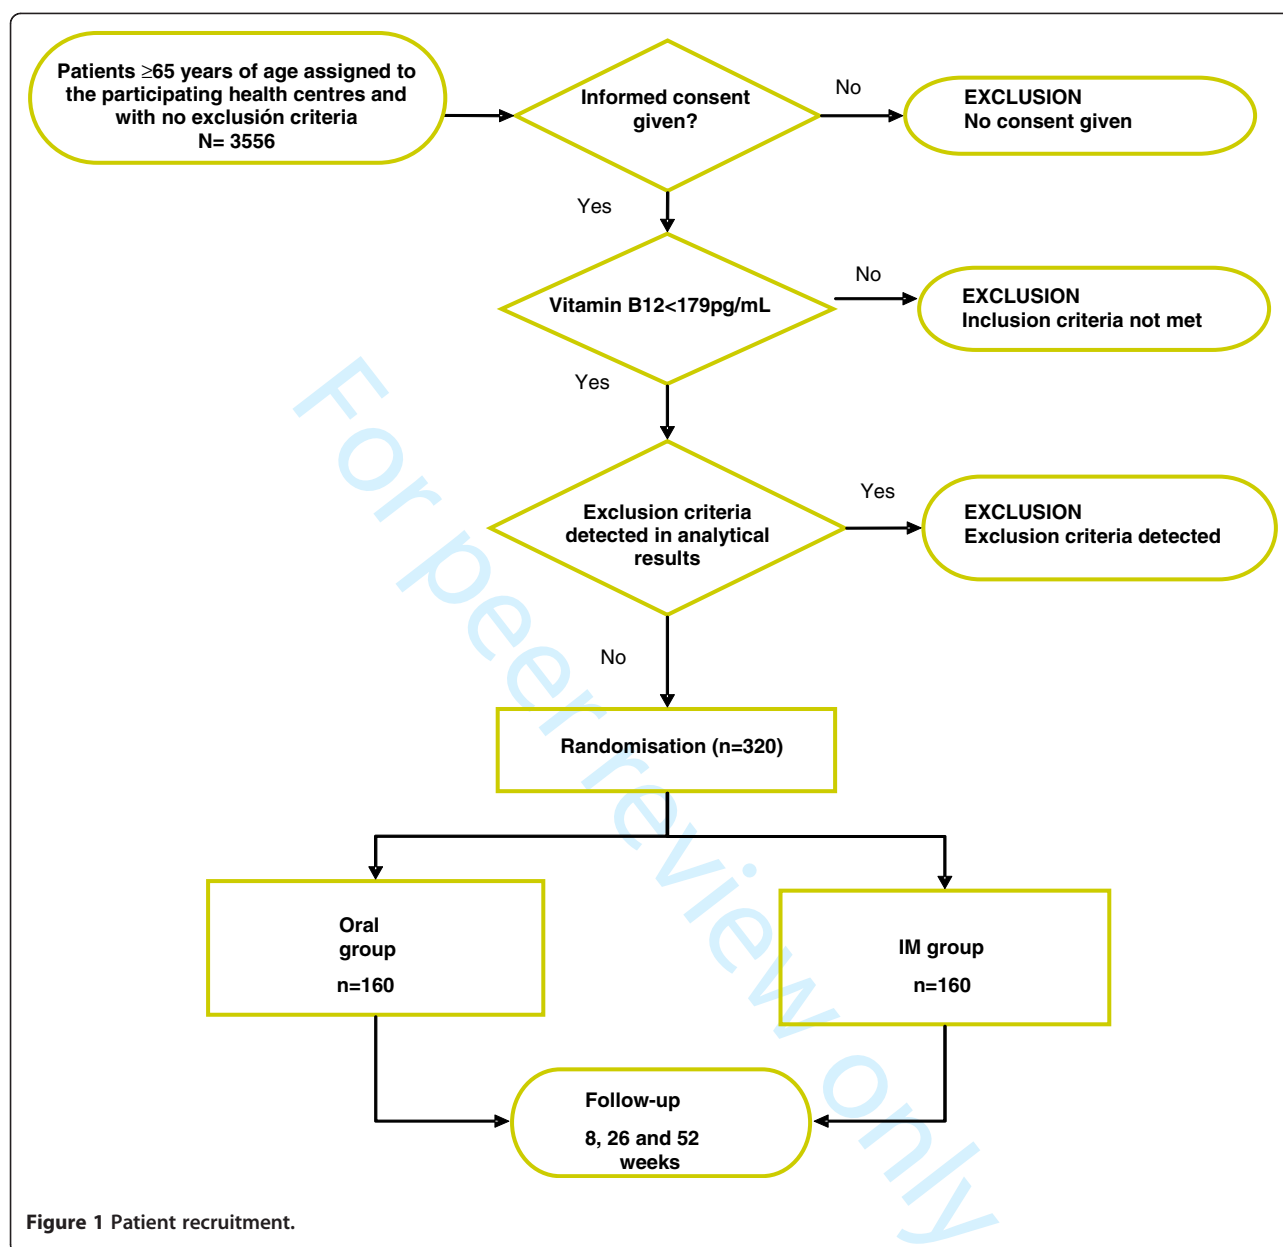 Patients ≥65 years of age assigned to
the participating health centres and
with no exclusión criteria
N= 3556
Informed consent
given?
No
EXCLUSION
No consent given
Yes
Vitamin B12<179pg/mL
No
EXCLUSION
Inclusion criteria not met
Yes
Exclusion criteria
detected in analytical
results
Yes
EXCLUSION
Exclusion criteria detected
No
Randomisation (n=320)
Oral
group
n=160
IM group
n=160
Follow-up
8, 26 and 52
weeks
For peer review only
Figure 1 Patient recruitment.